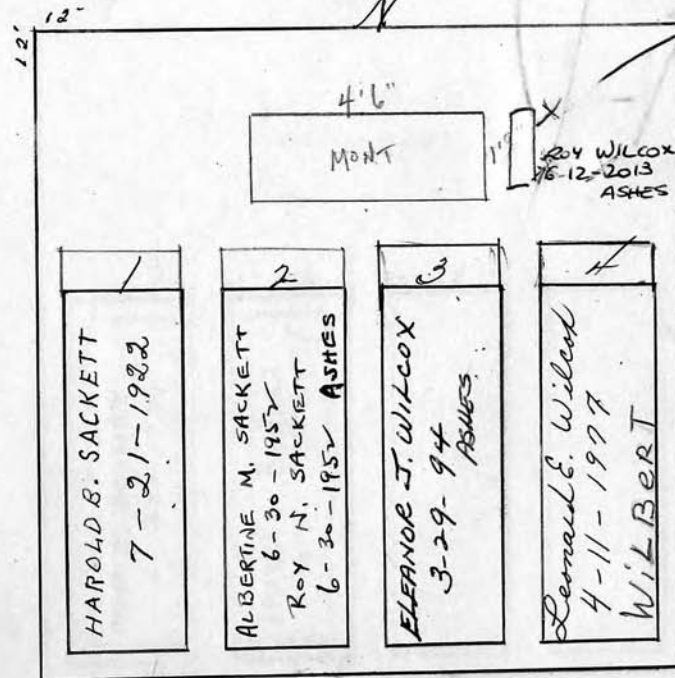 12'
12'
N
4'6"
MONT
X
ROY WILCOX
6-12-2013
ASHES
1
HAROLD B. SACKETT
7-21-1922
2
ALBERTINE M. SACKETT
6-30-1952
ROY N. SACKETT
6-30-1952 ASHES
3
ELEANOR J. WILCOX
3-29-94
ASHES
4
Leonard E. Wilcox
4-11-1977
WILBERT